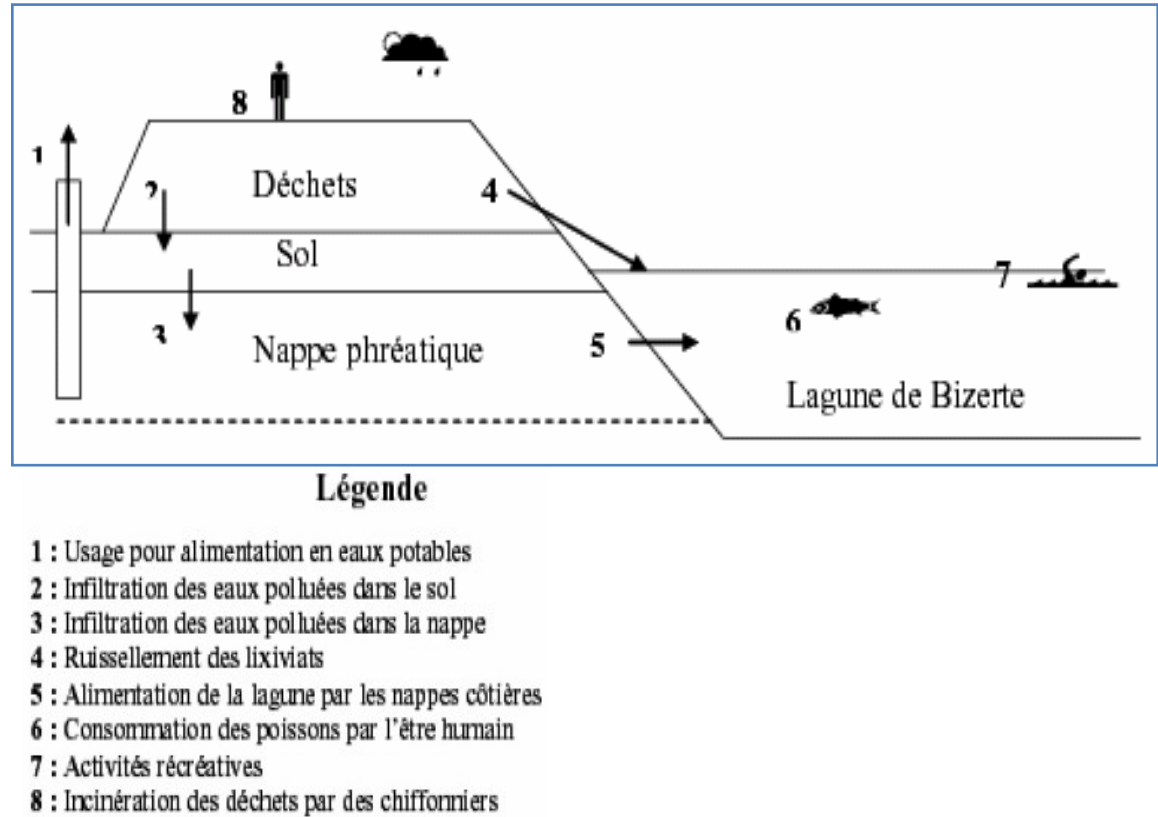 8
1
Déchets
2
4
Sol
7
3
Nappe phréatique
5
6
Lagune de Bizerte
Légende
1 : Usage pour alimentation en eaux potables
2 : Infiltration des eaux polluées dans le sol
3 : Infiltration des eaux polluées dans la nappe
4 : Ruissellement des lixiviats
5 : Alimentation de la lagune par les nappes côtières
6 : Consommation des poissons par l'être humain
7 : Activités récréatives
8 : Incinération des déchets par des chiffonniers